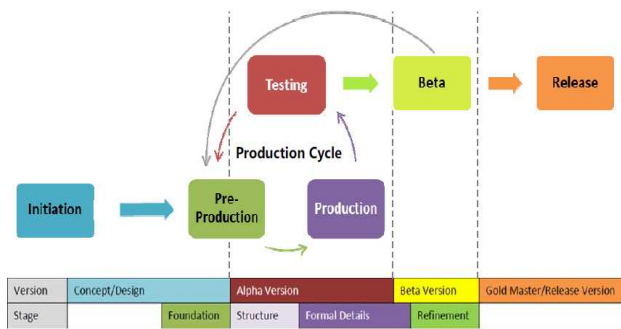 Testing
Beta
Release
Production Cycle
Initiation
Pre-
Production
Production
Version Concept/Design Alpha Version Beta Version Gold Master/Release Version
Stage Foundation Structure Formal Details Refinement